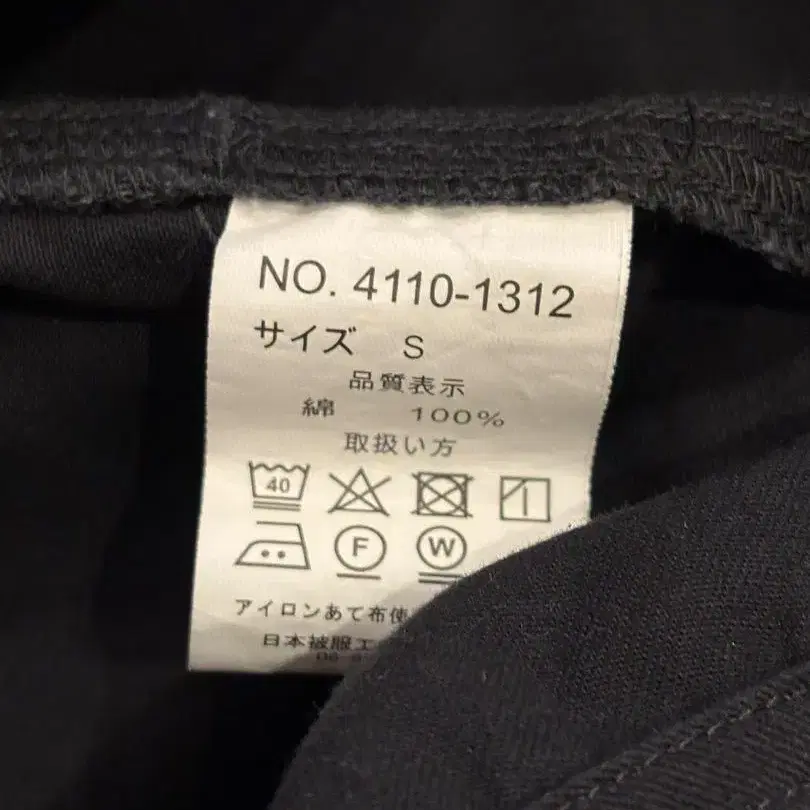 NO. 4110-1312
サイズ S
品質表示
綿 100%
取扱い方
40
F W
アイロンあて布使
日本被服工